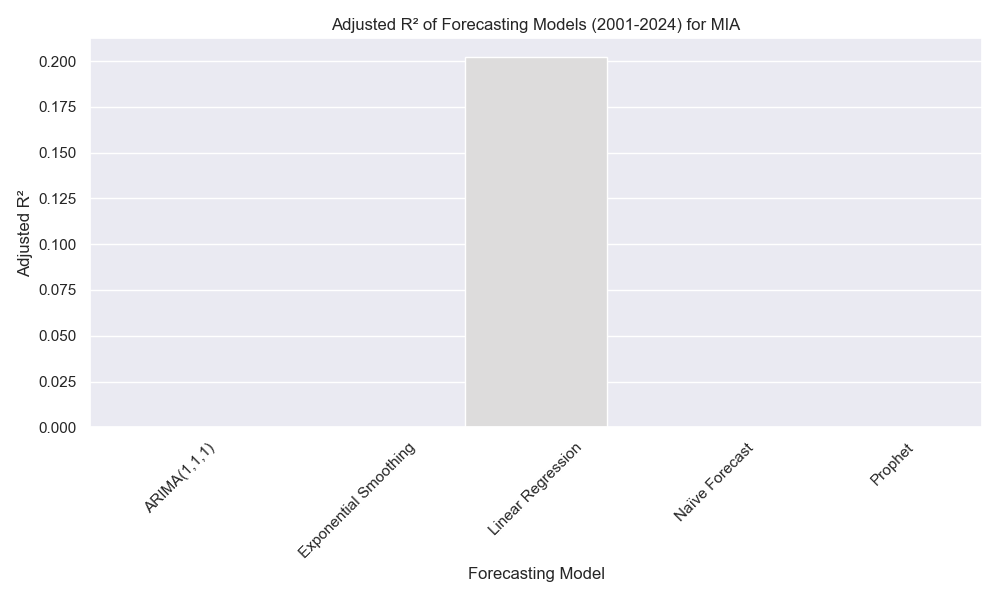 Adjusted R² of Forecasting Models (2001-2024) for MIA
Adjusted R²
0.200
0.175
0.150
0.125
0.100
0.075
0.050
0.025
0.000
ARIMA(1,1,1)
Exponential Smoothing
Linear Regression
Naïve Forecast
Prophet
Forecasting Model